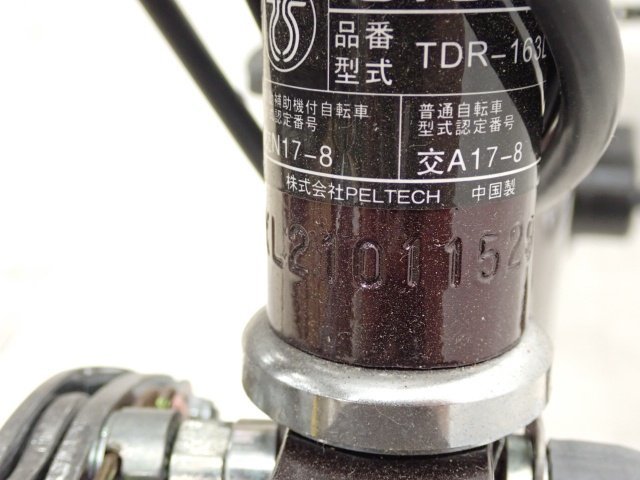 品番
型式 TDR-163L
補助機付自転車
認定番号
N17-8
普通自転車
型式認定番号
交A17-8
株式会社PELTECH 中国製
L21011529